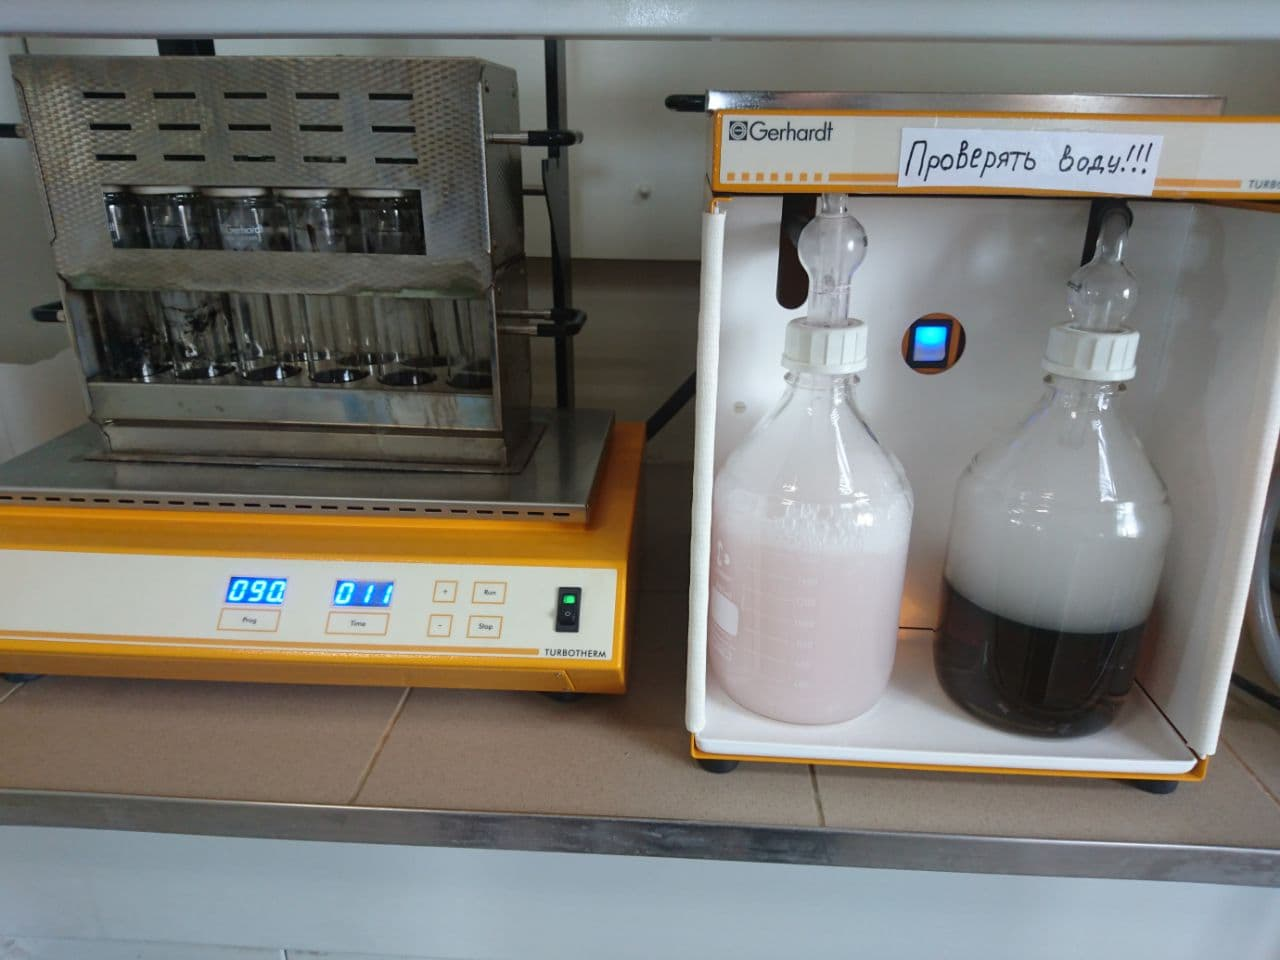 Gerhardt
Проверять воду!!!
Gerhardt
090.
011
+
Run
Prog
Time
-
Stop
TURBOTHERM